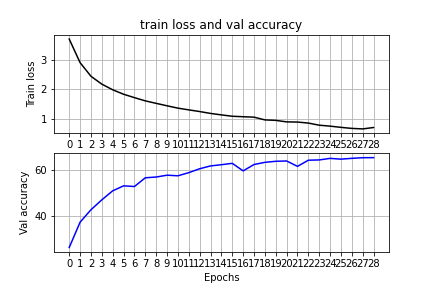 train loss and val accuracy
3
2
1
Train loss
0 1 2 3 4 5 6 7 8 9 10 11 12 13 14 15 16 17 18 19 20 21 22 23 24 25 26 27 28
60
40
Val accuracy
0 1 2 3 4 5 6 7 8 9 10 11 12 13 14 15 16 17 18 19 20 21 22 23 24 25 26 27 28
Epochs